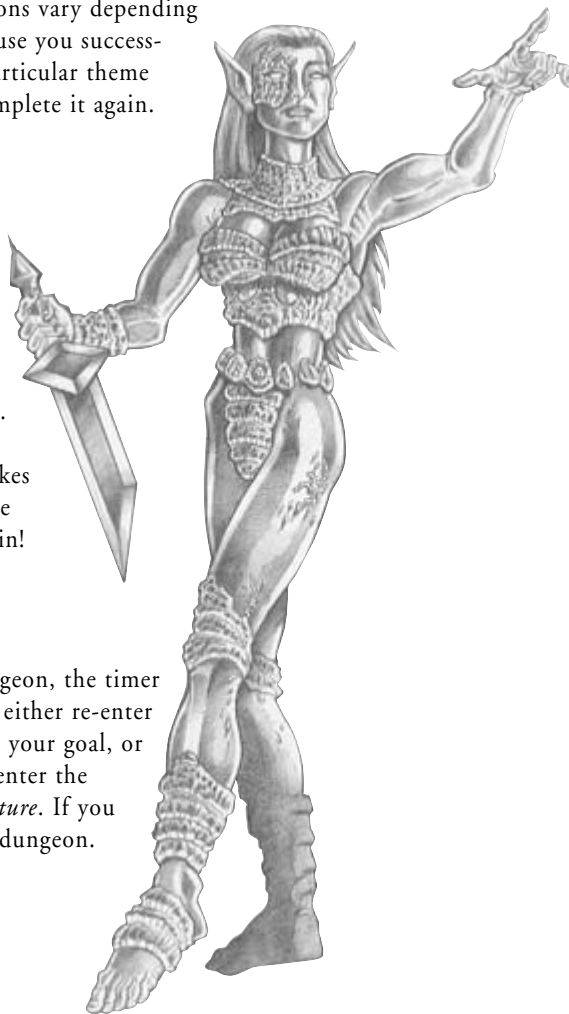 ons vary depending
use you success-
articular theme
mplete it again.
.
kes
e
in!
geon, the timer
either re-enter
your goal, or
enter the
ture. If you
dungeon.